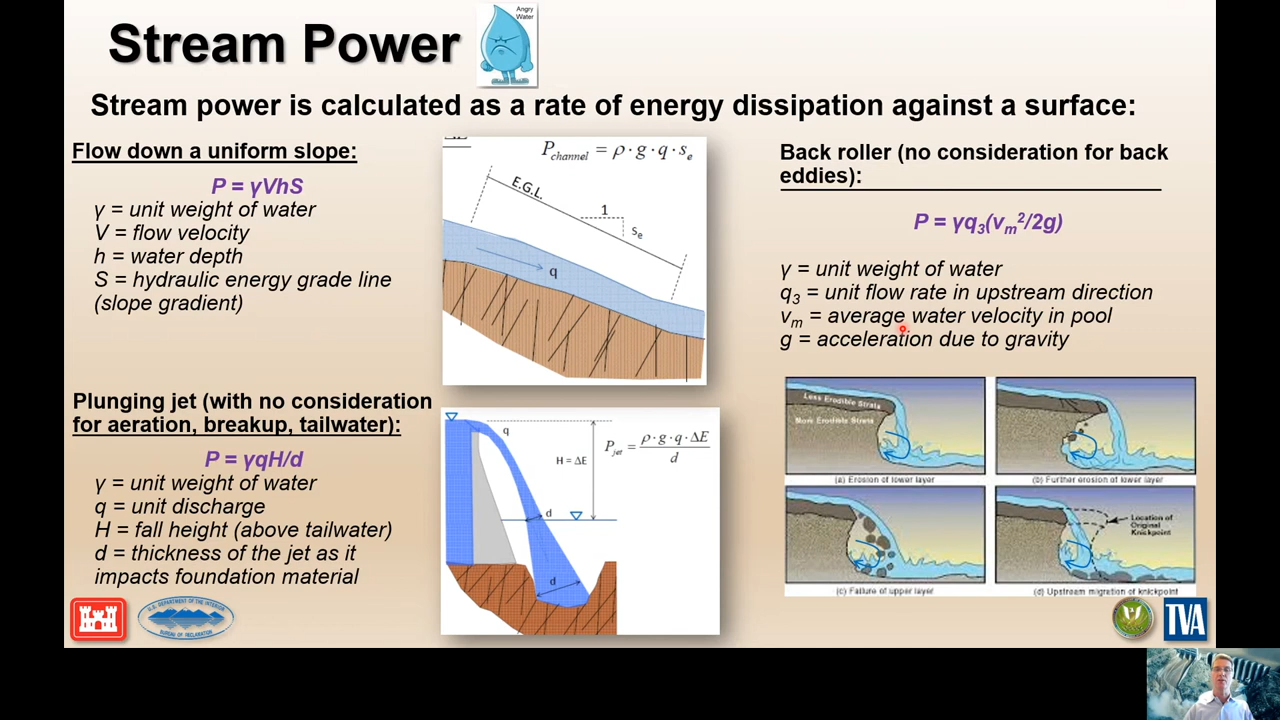 Stream Power
Angry
Water
Stream power is calculated as a rate of energy dissipation against a surface:
Flow down a uniform slope:
P = γVhS
γ = unit weight of water
V = flow velocity
h = water depth
S = hydraulic energy grade line
(slope gradient)
P_channel = ρ·g·q·s_e
E.G.L.
1
s_e
q
Plunging jet (with no consideration
for aeration, breakup, tailwater):
P = γqH/d
γ = unit weight of water
q = unit discharge
H = fall height (above tailwater)
d = thickness of the jet as it
impacts foundation material
q
H = ΔE
P_jet = ρ·g·q·ΔE / d
d
d
Back roller (no consideration for back
eddies):
P = γq₃(v_m²/2g)
γ = unit weight of water
q₃ = unit flow rate in upstream direction
v_m = average water velocity in pool
g = acceleration due to gravity
Less Erodible Strata
More Erodible Strata
(a) Erosion of lower layer
(b) Further erosion of lower layer
Location of
Original
Knickpoint
(c) Failure of upper layer
(d) Upstream migration of knickpoint
U.S. DEPARTMENT OF THE INTERIOR
BUREAU OF RECLAMATION
TVA